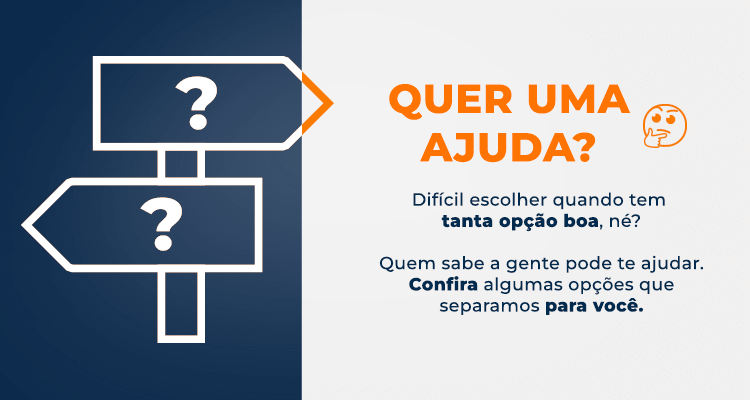 ?
?
QUER UMA
AJUDA?
Difícil escolher quando tem
tanta opção boa, né?
Quem sabe a gente pode te ajudar.
Confira algumas opções que
separamos para você.